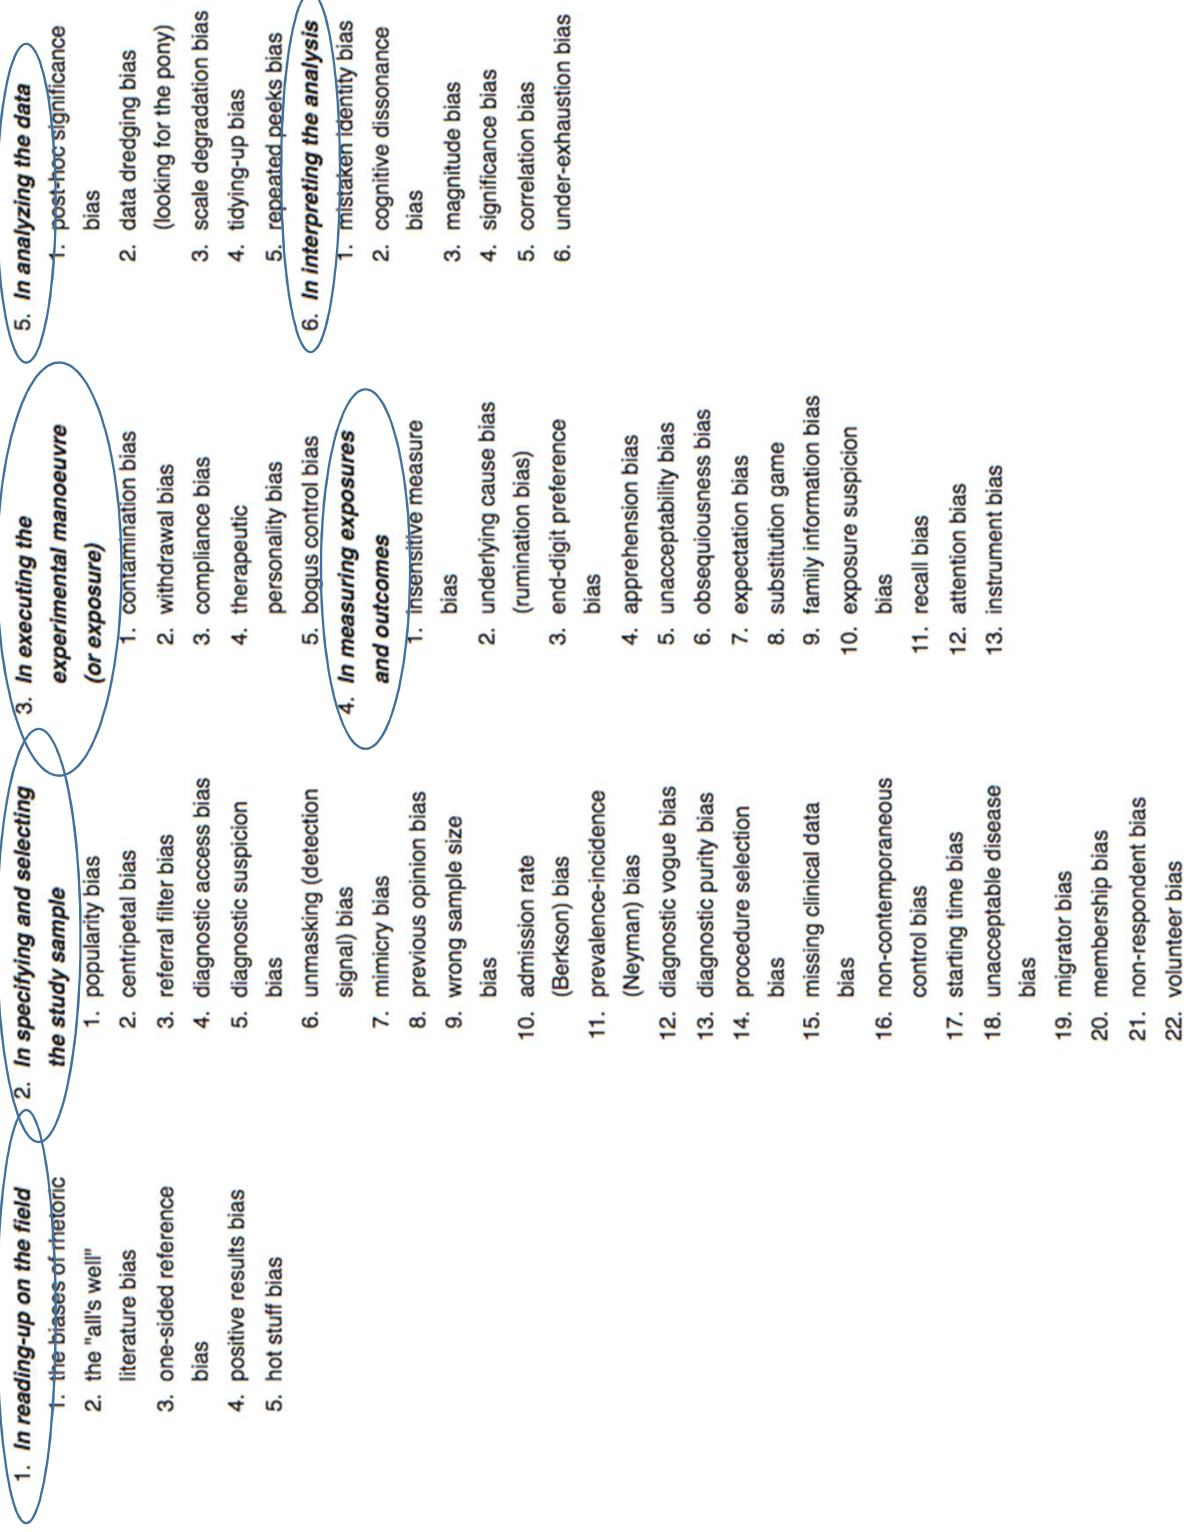 1. In reading-up on the field
1. the biases of rhetoric
2. the "all's well"
literature bias
3. one-sided reference
bias
4. positive results bias
5. hot stuff bias
2. In specifying and selecting
the study sample
1. popularity bias
2. centripetal bias
3. referral filter bias
4. diagnostic access bias
5. diagnostic suspicion
bias
6. unmasking (detection
signal) bias
7. mimicry bias
8. previous opinion bias
9. wrong sample size
bias
10. admission rate
(Berkson) bias
11. prevalence-incidence
(Neyman) bias
12. diagnostic vogue bias
13. diagnostic purity bias
14. procedure selection
bias
15. missing clinical data
bias
16. non-contemporaneous
control bias
17. starting time bias
18. unacceptable disease
bias
19. migrator bias
20. membership bias
21. non-respondent bias
22. volunteer bias
3. In executing the
experimental manoeuvre
(or exposure)
1. contamination bias
2. withdrawal bias
3. compliance bias
4. therapeutic
personality bias
5. bogus control bias
4. In measuring exposures
and outcomes
1. insensitive measure
bias
2. underlying cause bias
(rumination bias)
3. end-digit preference
bias
4. apprehension bias
5. unacceptability bias
6. obsequiousness bias
7. expectation bias
8. substitution game
9. family information bias
10. exposure suspicion
bias
11. recall bias
12. attention bias
13. instrument bias
5. In analyzing the data
1. post-hoc significance
bias
2. data dredging bias
(looking for the pony)
3. scale degradation bias
4. tidying-up bias
5. repeated peeks bias
6. In interpreting the analysis
1. mistaken identity bias
2. cognitive dissonance
bias
3. magnitude bias
4. significance bias
5. correlation bias
6. under-exhaustion bias